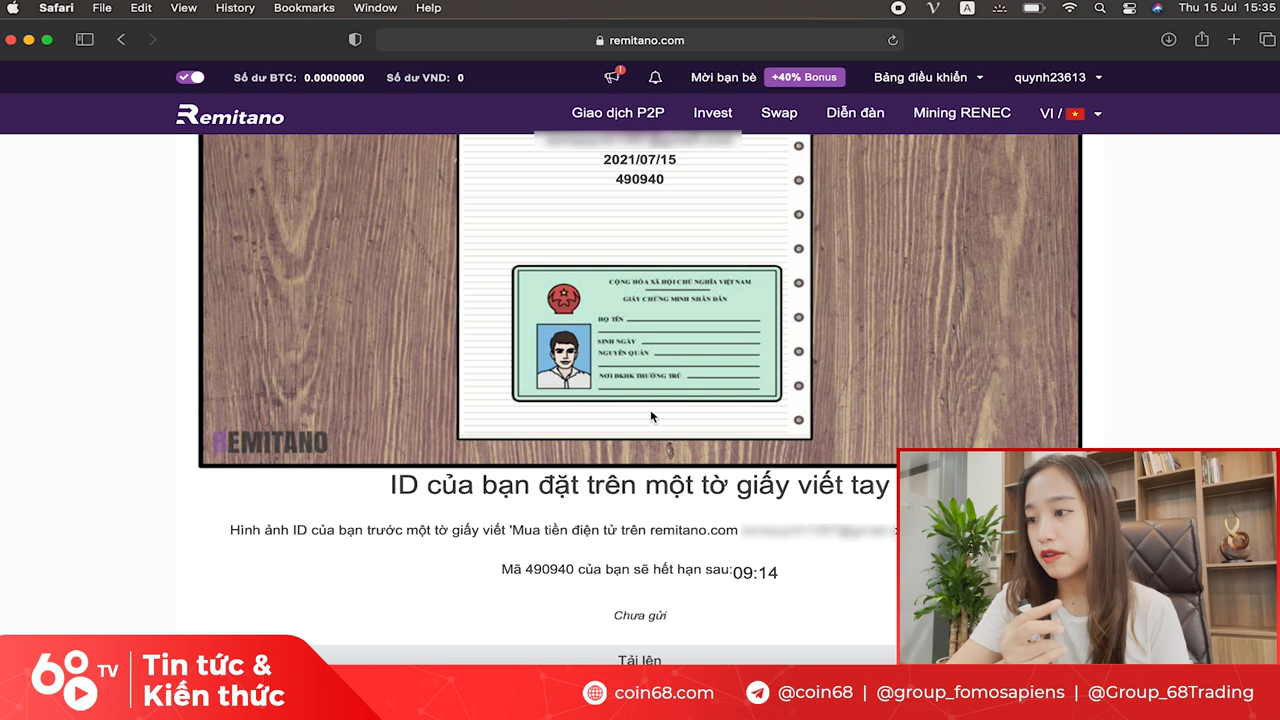 Safari File Edit View History Bookmarks Window Help
A
Thu 15 Jul 15:35
remitano.com
Số dư BTC: 0.00000000 Số dư VND: 0
Mời bạn bè +40% Bonus Bảng điều khiển quynh23613
Remitano
Giao dịch P2P Invest Swap Diễn đàn Mining RENEC VI /
2021/07/15
490940
CỘNG HÒA XÃ HỘI CHỦ NGHĨA VIỆT NAM
GIẤY CHỨNG MINH NHÂN DÂN
HỌ TÊN
SINH NGÀY
NGUYÊN QUÁN
NƠI ĐKHK THƯỜNG TRÚ
REMITANO
ID của bạn đặt trên một tờ giấy viết tay
Hình ảnh ID của bạn trước một tờ giấy viết 'Mua tiền điện tử trên remitano.com
Mã 490940 của bạn sẽ hết hạn sau:09:14
Chưa gửi
Tải lên
68 TV
Tin tức &
Kiến thức
coin68.com @coin68 | @group_fomosapiens | @Group_68Trading